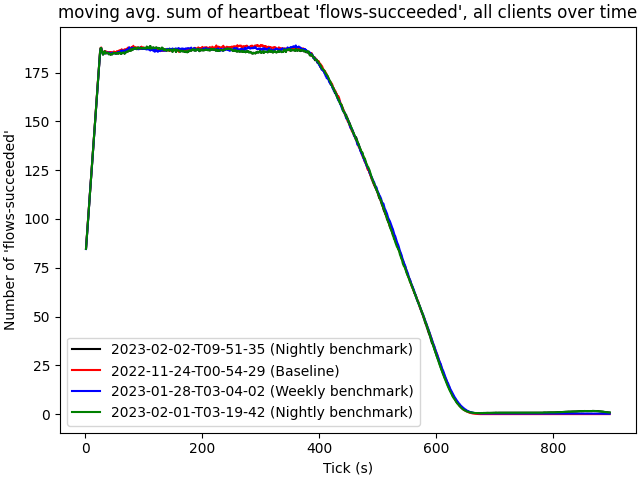 moving avg. sum of heartbeat 'flows-succeeded', all clients over time
Number of 'flows-succeeded'
175
150
125
100
75
50
25
0
2023-02-02-T09-51-35 (Nightly benchmark)
2022-11-24-T00-54-29 (Baseline)
2023-01-28-T03-04-02 (Weekly benchmark)
2023-02-01-T03-19-42 (Nightly benchmark)
0 200 400 600 800
Tick (s)